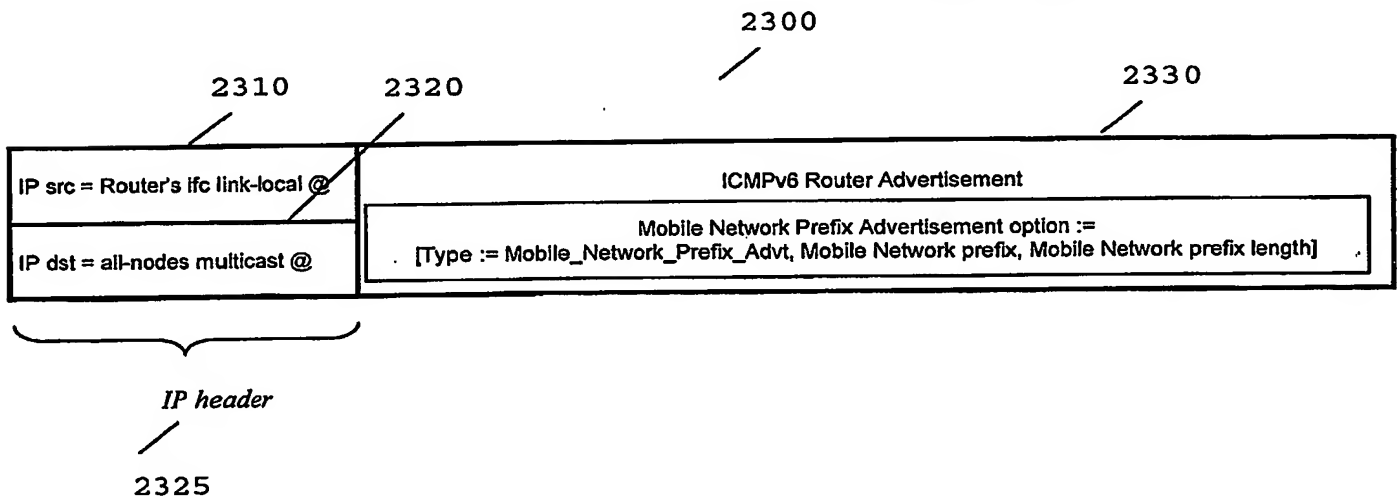 2300
2310
2320
2330
IP src = Router's ifc link-local @
ICMPv6 Router Advertisement
Mobile Network Prefix Advertisement option :=
[Type := Mobile_Network_Prefix_Advt, Mobile Network prefix, Mobile Network prefix length]
IP dst = all-nodes multicast @
IP header
2325